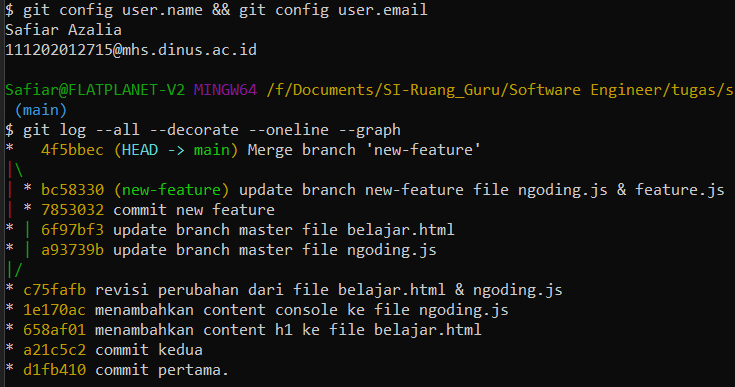 $ git config user.name && git config user.email
Safiar Azalia
111202012715@mhs.dinus.ac.id
Safiar@FLATPLANET-V2 MINGW64 /f/Documents/SI-Ruang_Guru/Software Engineer/tugas/s
(main)
$ git log --all --decorate --oneline --graph
*   4f5bbec (HEAD -> main) Merge branch 'new-feature'
|\
| * bc58330 (new-feature) update branch new-feature file ngoding.js & feature.js
| * 7853032 commit new feature
* | 6f97bf3 update branch master file belajar.html
* | a93739b update branch master file ngoding.js
|/
* c75fafb revisi perubahan dari file belajar.html & ngoding.js
* 1e170ac menambahkan content console ke file ngoding.js
* 658af01 menambahkan content h1 ke file belajar.html
* a21c5c2 commit kedua
* d1fb410 commit pertama.